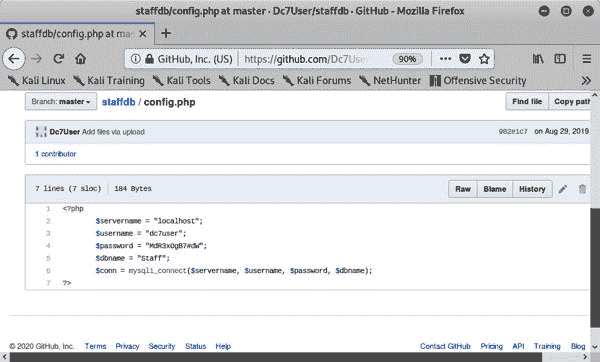 staffdb/config.php at master · Dc7User/staffdb · GitHub - Mozilla Firefox
staffdb/config.php at mas
GitHub, Inc. (US) https://github.com/Dc7User 90%
Kali Linux Kali Training Kali Tools Kali Docs Kali Forums NetHunter Offensive Security
Branch: master staffdb / config.php Find file Copy path
Dc7User Add files via upload 982e1c7 on Aug 29, 2019
1 contributor
7 lines (7 sloc) 184 Bytes Raw Blame History
1 <?php
2 $servername = "localhost";
3 $username = "dc7user";
4 $password = "MdR3xOgB7#dW";
5 $dbname = "Staff";
6 $conn = mysqli_connect($servername, $username, $password, $dbname);
7 ?>
© 2020 GitHub, Inc. Terms Privacy Security Status Help Contact GitHub Pricing API Training Blog